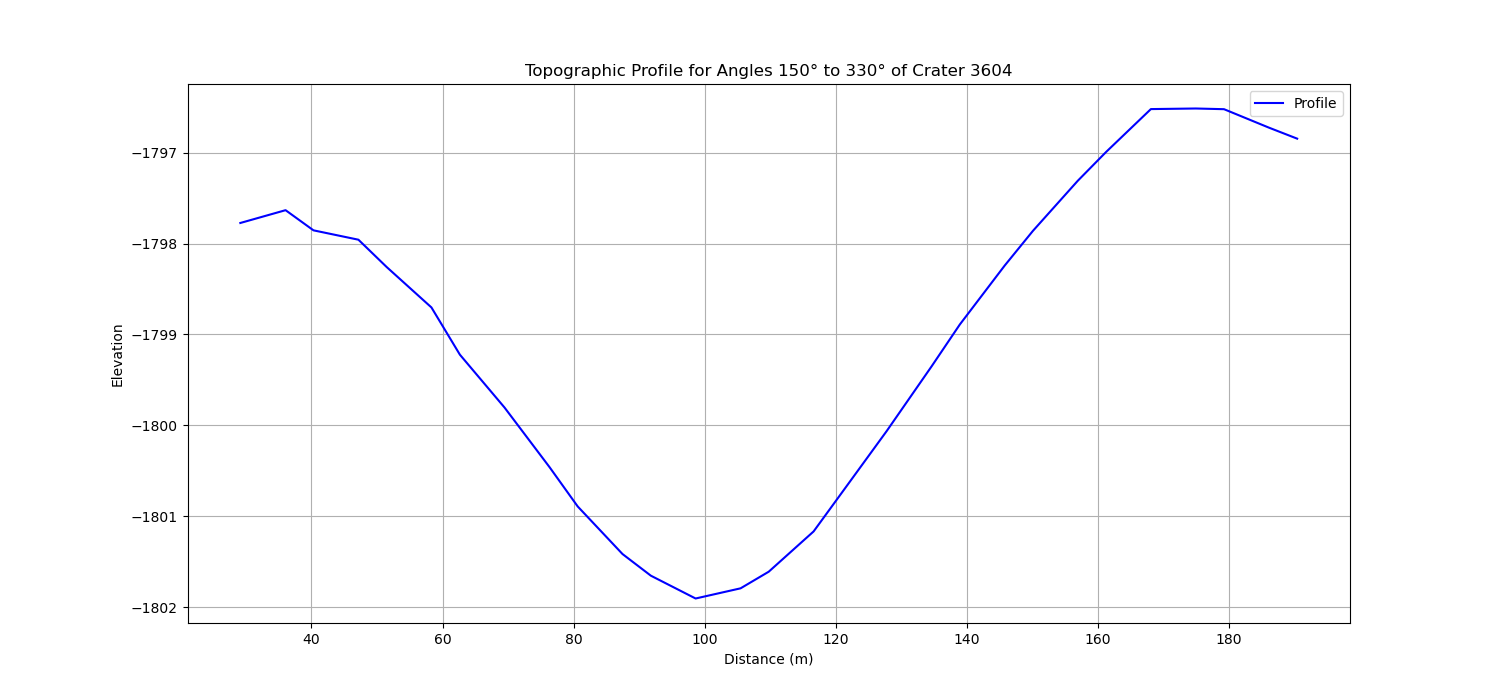 Topographic Profile for Angles 150° to 330° of Crater 3604
Profile
Elevation
−1797
−1798
−1799
−1800
−1801
−1802
40 60 80 100 120 140 160 180
Distance (m)